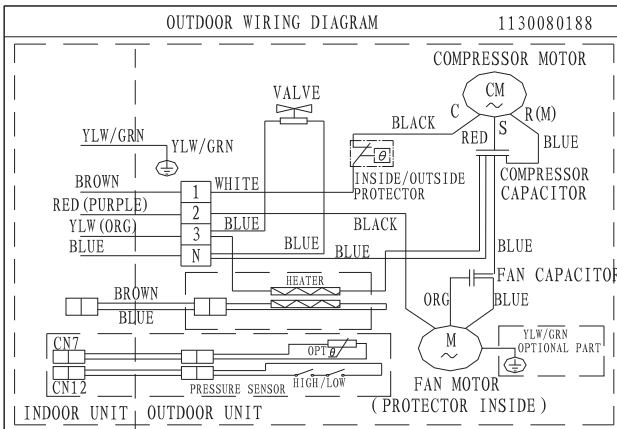 OUTDOOR WIRING DIAGRAM 1130080188
COMPRESSOR MOTOR
CM
VALVE
C S R(M)
BLACK RED BLUE
YLW/GRN YLW/GRN
θ
INSIDE/OUTSIDE
PROTECTOR
COMPRESSOR
CAPACITOR
BROWN 1 WHITE
RED(PURPLE) 2 BLACK
YLW(ORG) 3 BLUE
BLUE N BLUE BLUE BLUE
HEATER
FAN CAPACITOR
BROWN
BLUE
ORG BLUE
CN7
OPT θ
M
YLW/GRN
OPTIONAL PART
CN12
PRESSURE SENSOR HIGH/LOW
FAN MOTOR
(PROTECTOR INSIDE)
INDOOR UNIT OUTDOOR UNIT